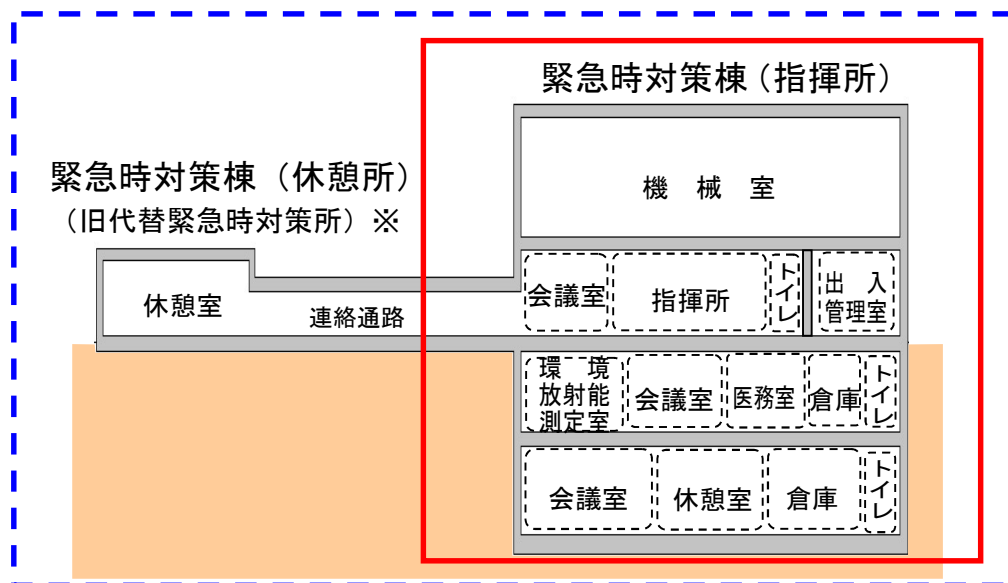 緊急時対策棟（指揮所）
緊急時対策棟（休憩所）
（旧代替緊急時対策所）※
機　械　室
会議室
指揮所
トイレ
出　入
管理室
休憩室
連絡通路
環　境
放射能
測定室
会議室
医務室
倉庫
トイレ
会議室
休憩室
倉庫
トイレ